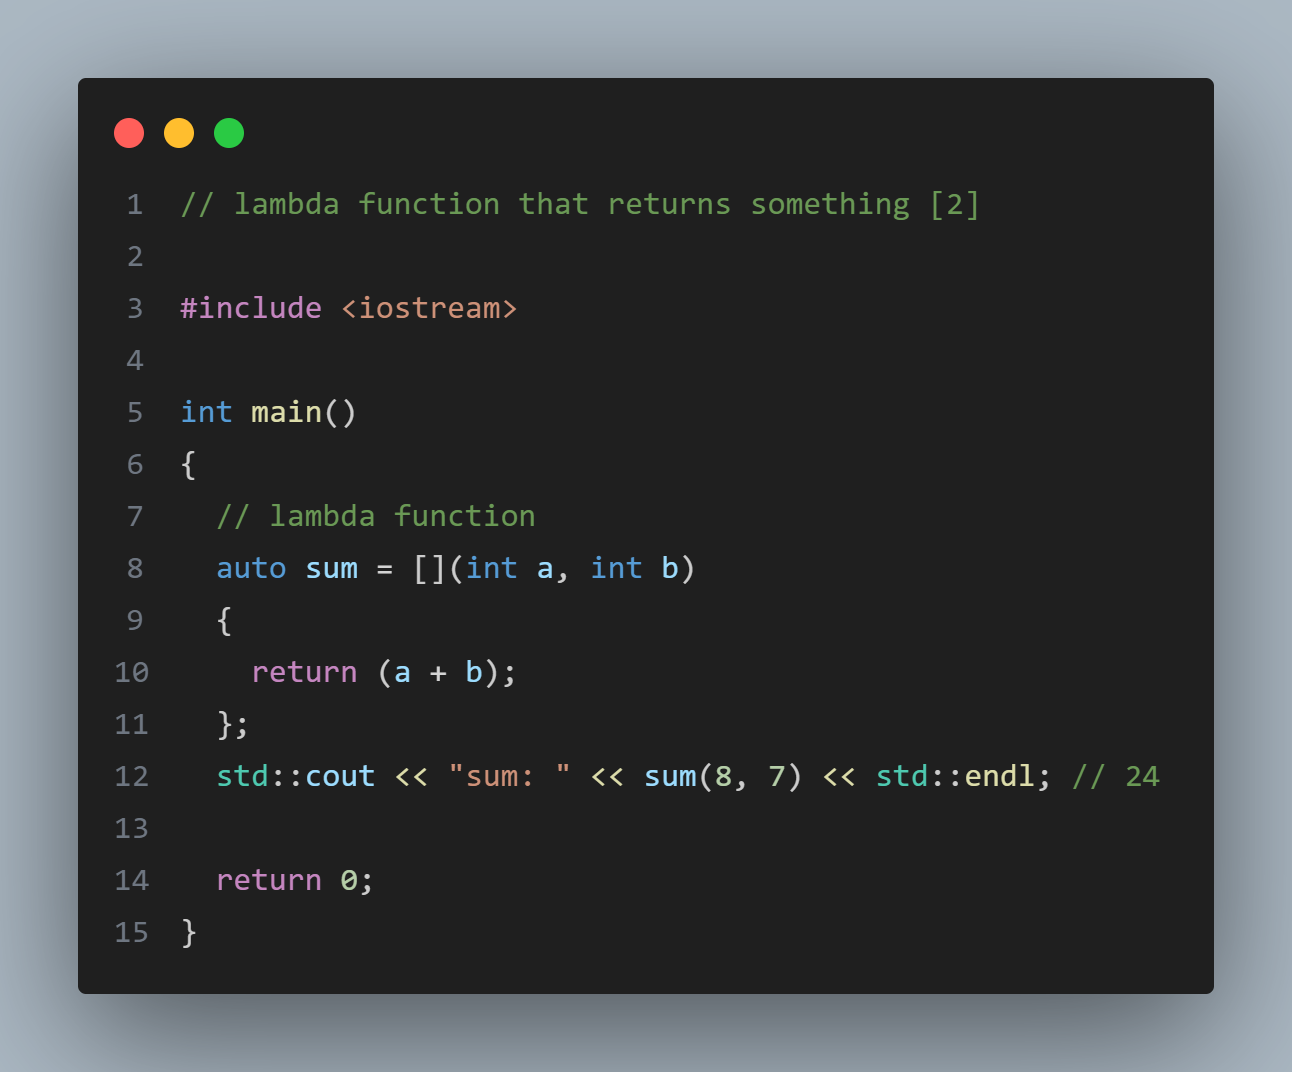 1 // lambda function that returns something [2]
2
3 #include <iostream>
4
5 int main()
6 {
7   // lambda function
8   auto sum = [](int a, int b)
9   {
10     return (a + b);
11   };
12   std::cout << "sum: " << sum(8, 7) << std::endl; // 24
13
14   return 0;
15 }